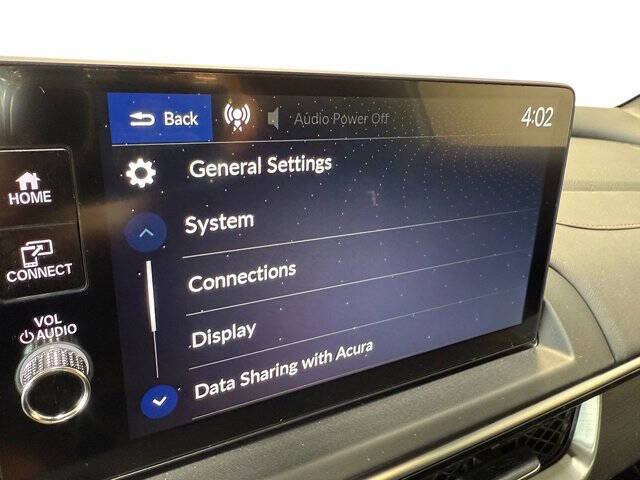 Back
Audio Power Off
4:02
General Settings
HOME
System
CONNECT
Connections
VOL
AUDIO
Display
Data Sharing with Acura